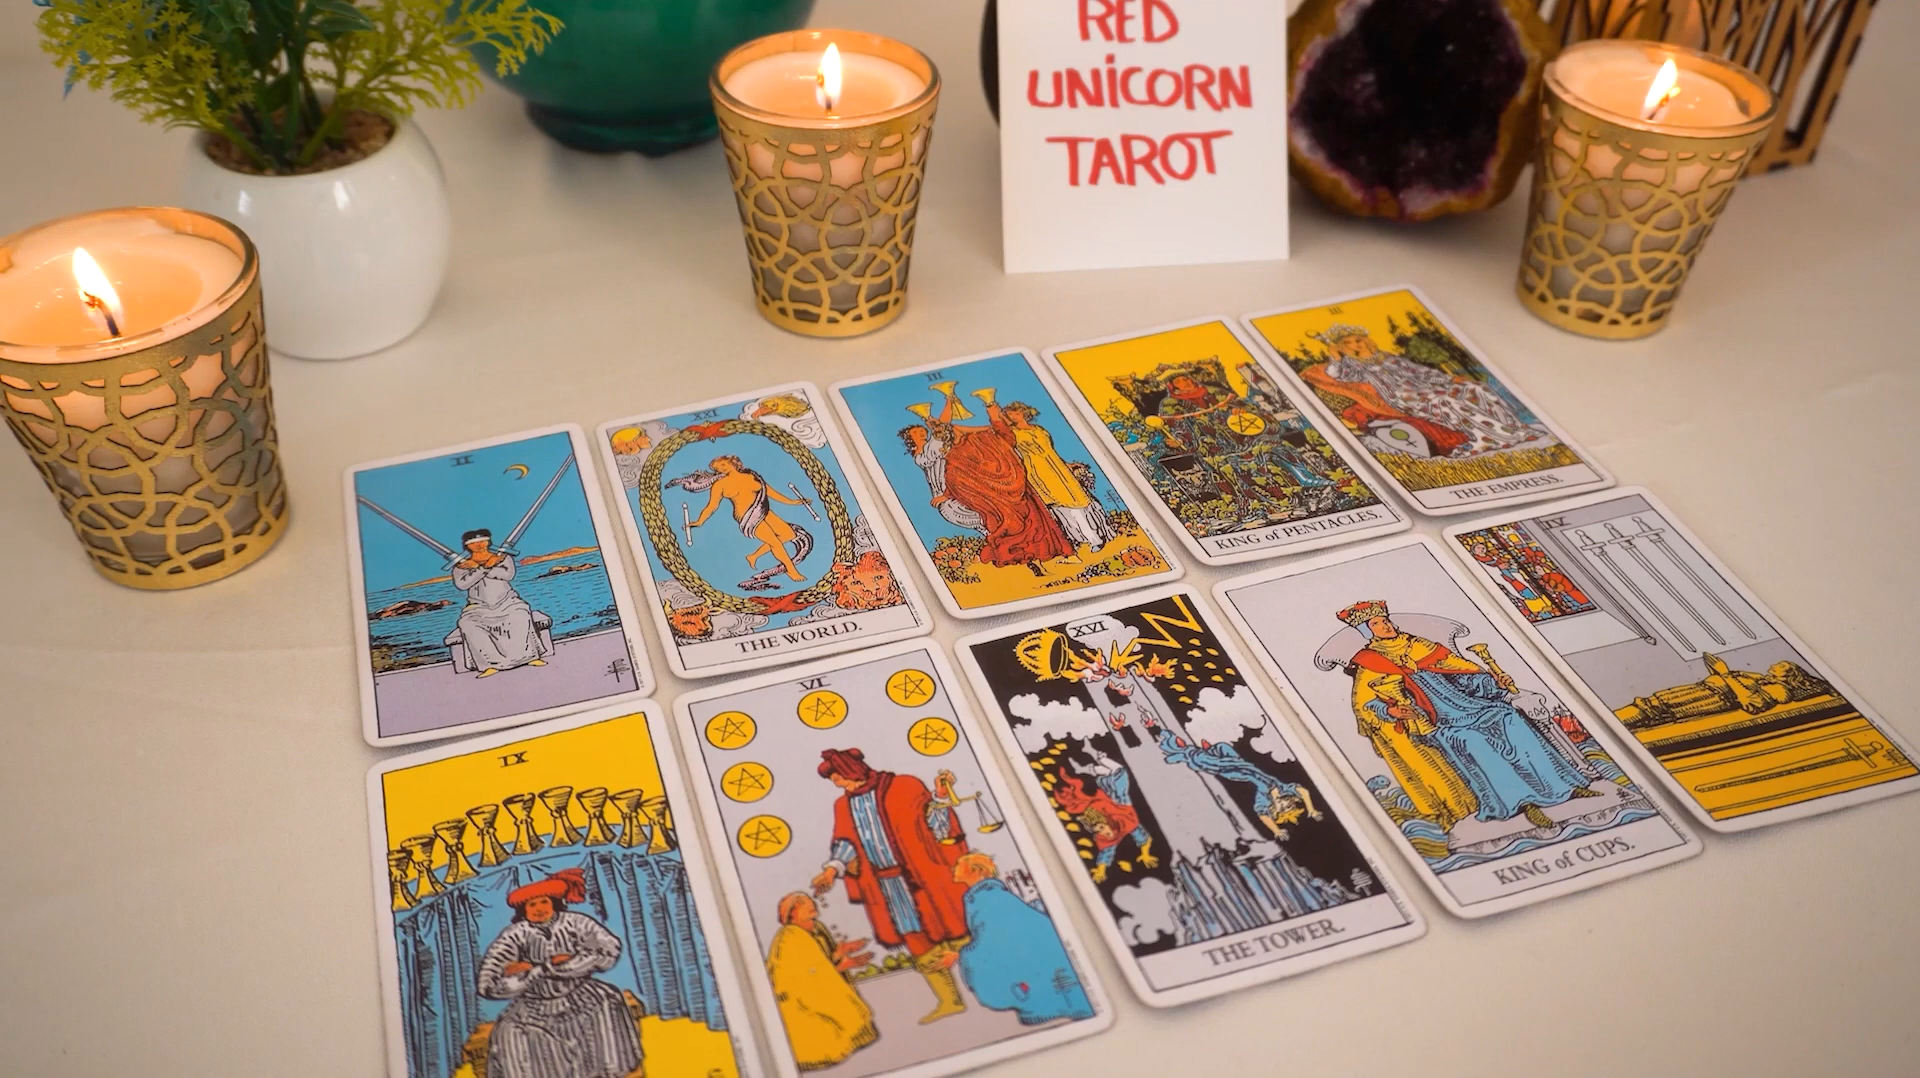 RED
UNICORN
TAROT
II
XXI
THE WORLD.
III
KING of PENTACLES.
III
THE EMPRESS.
IX
VI
XVI
THE TOWER.
KING of CUPS.
IV